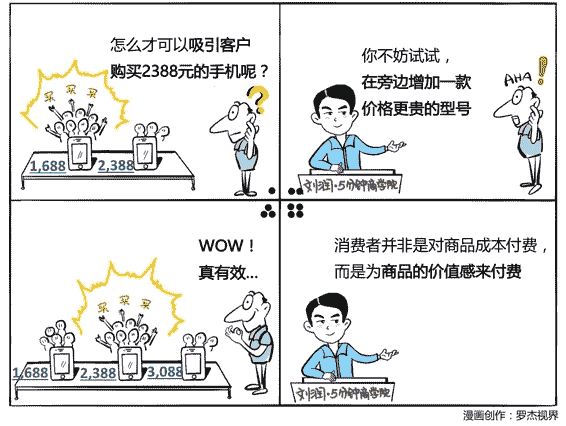 怎么才可以吸引客户
购买2388元的手机呢？
买 买 买
1,688
2,388
?
你不妨试试，
在旁边增加一款
价格更贵的型号
AHA
!
刘润·5分钟商学院
WOW！
真有效...
买 买 买
1,688
2,388
3,088
消费者并非是对商品成本付费，
而是为商品的价值感来付费
刘润·5分钟商学院
漫画创作：罗杰视界